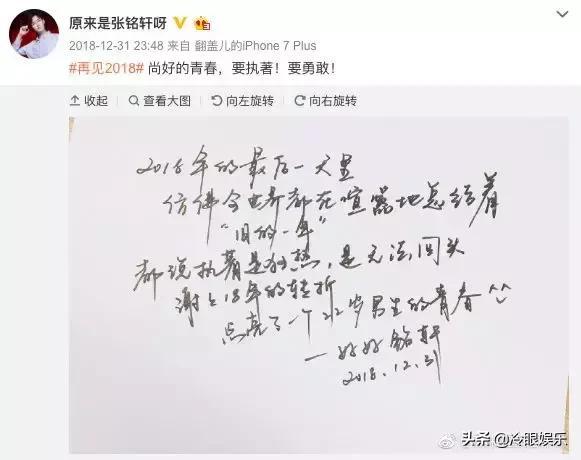 原来是张铭轩呀
2018-12-31 23:48 来自 翻盖儿的iPhone 7 Plus
#再见2018# 尚好的青春，要执著！要勇敢！
收起 查看大图 向左旋转 向右旋转
2018年的最后一天里
仿佛全世界都在喧嚣地总结着
“旧的一年”
都说执着是狂热，是无法回头
谢谢18年的转折
点亮了一个22岁男生的青春^^
—好好铭轩
2018.12.31
头条@冷眼娱乐